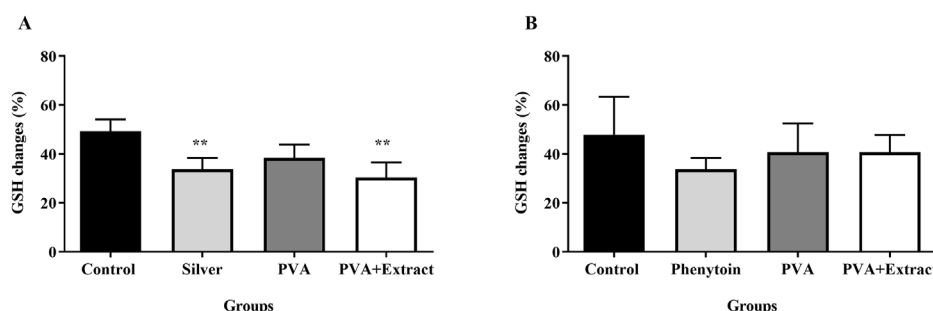 A
GSH changes (%)
80
60
40
20
0
**
**
Control Silver PVA PVA+Extract
Groups
B
GSH changes (%)
80
60
40
20
0
Control Phenytoin PVA PVA+Extract
Groups